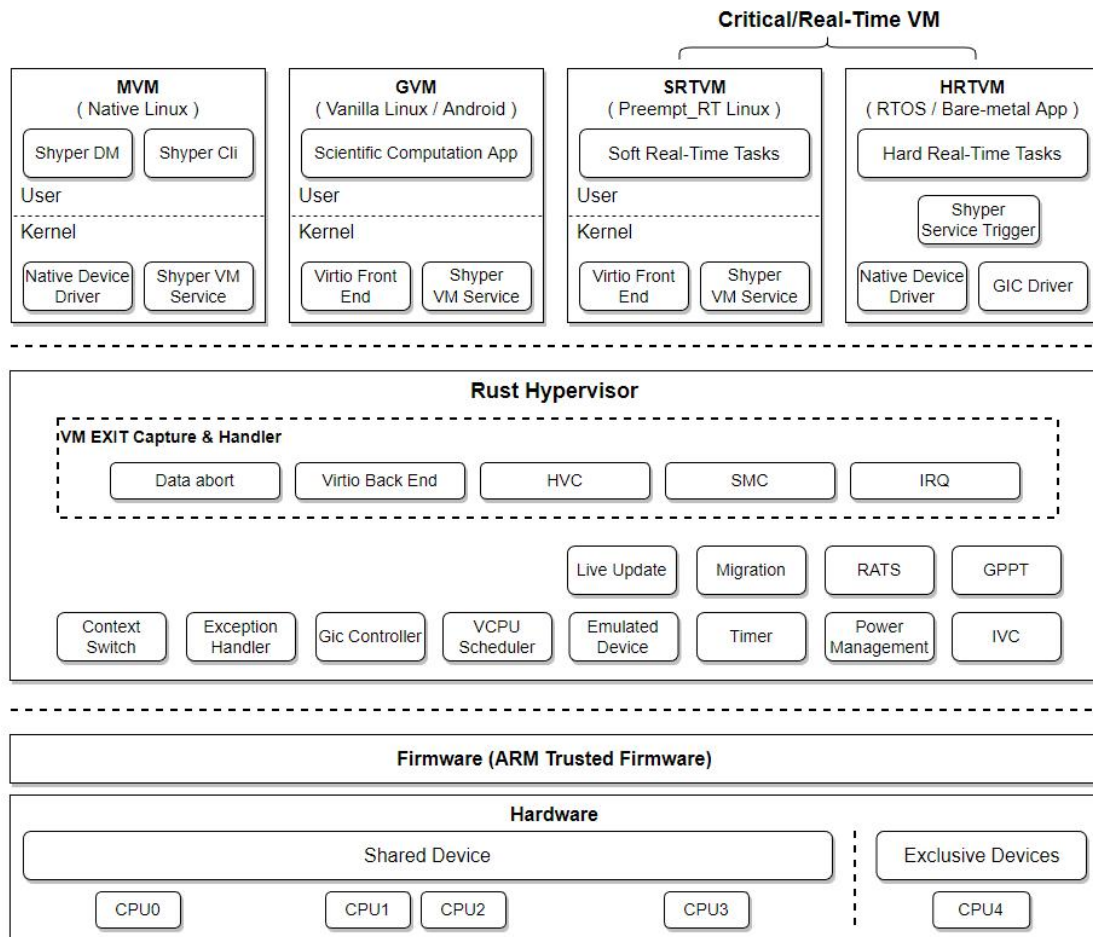 Critical/Real-Time VM
MVM
( Native Linux )
Shyper DM
Shyper Cli
User
Kernel
Native Device
Driver
Shyper VM
Service
GVM
( Vanilla Linux / Android )
Scientific Computation App
User
Kernel
Virtio Front
End
Shyper
VM Service
SRTVM
( Preempt_RT Linux )
Soft Real-Time Tasks
User
Kernel
Virtio Front
End
Shyper
VM Service
HRTVM
( RTOS / Bare-metal App )
Hard Real-Time Tasks
Shyper
Service Trigger
Native Device
Driver
GIC Driver
Rust Hypervisor
VM EXIT Capture & Handler
Data abort
Virtio Back End
HVC
SMC
IRQ
Live Update
Migration
RATS
GPPT
Context
Switch
Exception
Handler
Gic Controller
VCPU
Scheduler
Emulated
Device
Timer
Power
Management
IVC
Firmware (ARM Trusted Firmware)
Hardware
Shared Device
Exclusive Devices
CPU0
CPU1
CPU2
CPU3
CPU4